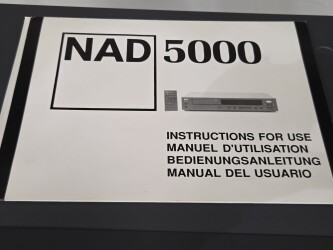 NAD 5000
INSTRUCTIONS FOR USE
MANUEL D'UTILISATION
BEDIENUNGSANLEITUNG
MANUAL DEL USUARIO